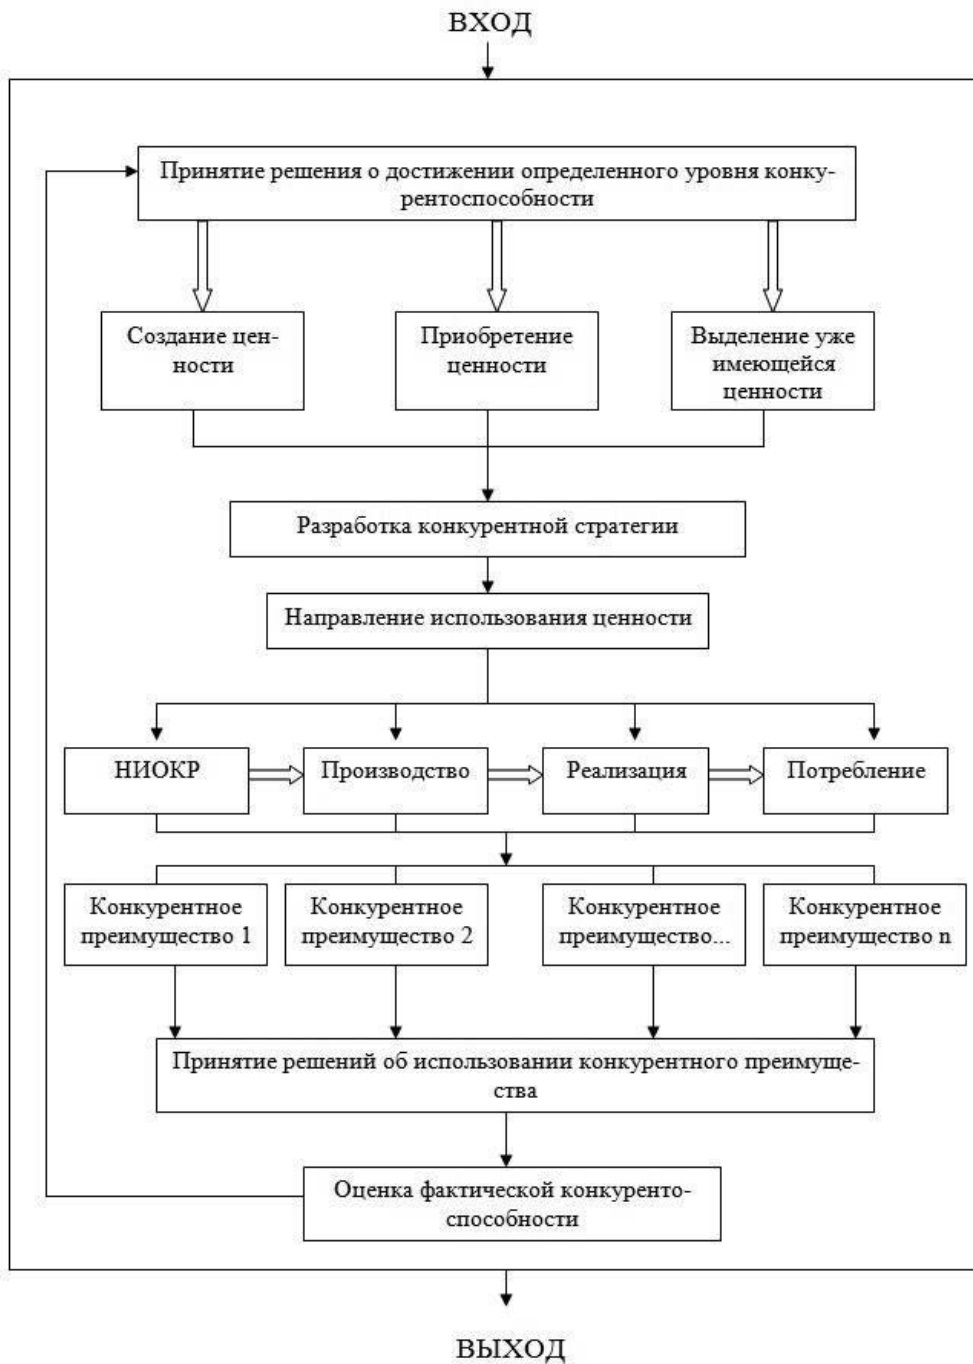 ВХОД
Принятие решения о достижении определенного уровня конку-
рентоспособности
Создание цен-
ности
Приобретение
ценности
Выделение уже
имеющейся
ценности
Разработка конкурентной стратегии
Направление использования ценности
НИОКР
Производство
Реализация
Потребление
Конкурентное
преимущество 1
Конкурентное
преимущество 2
Конкурентное
преимущество...
Конкурентное
преимущество n
Принятие решений об использовании конкурентного преимуще-
ства
Оценка фактической конкуренто-
способности
ВЫХОД